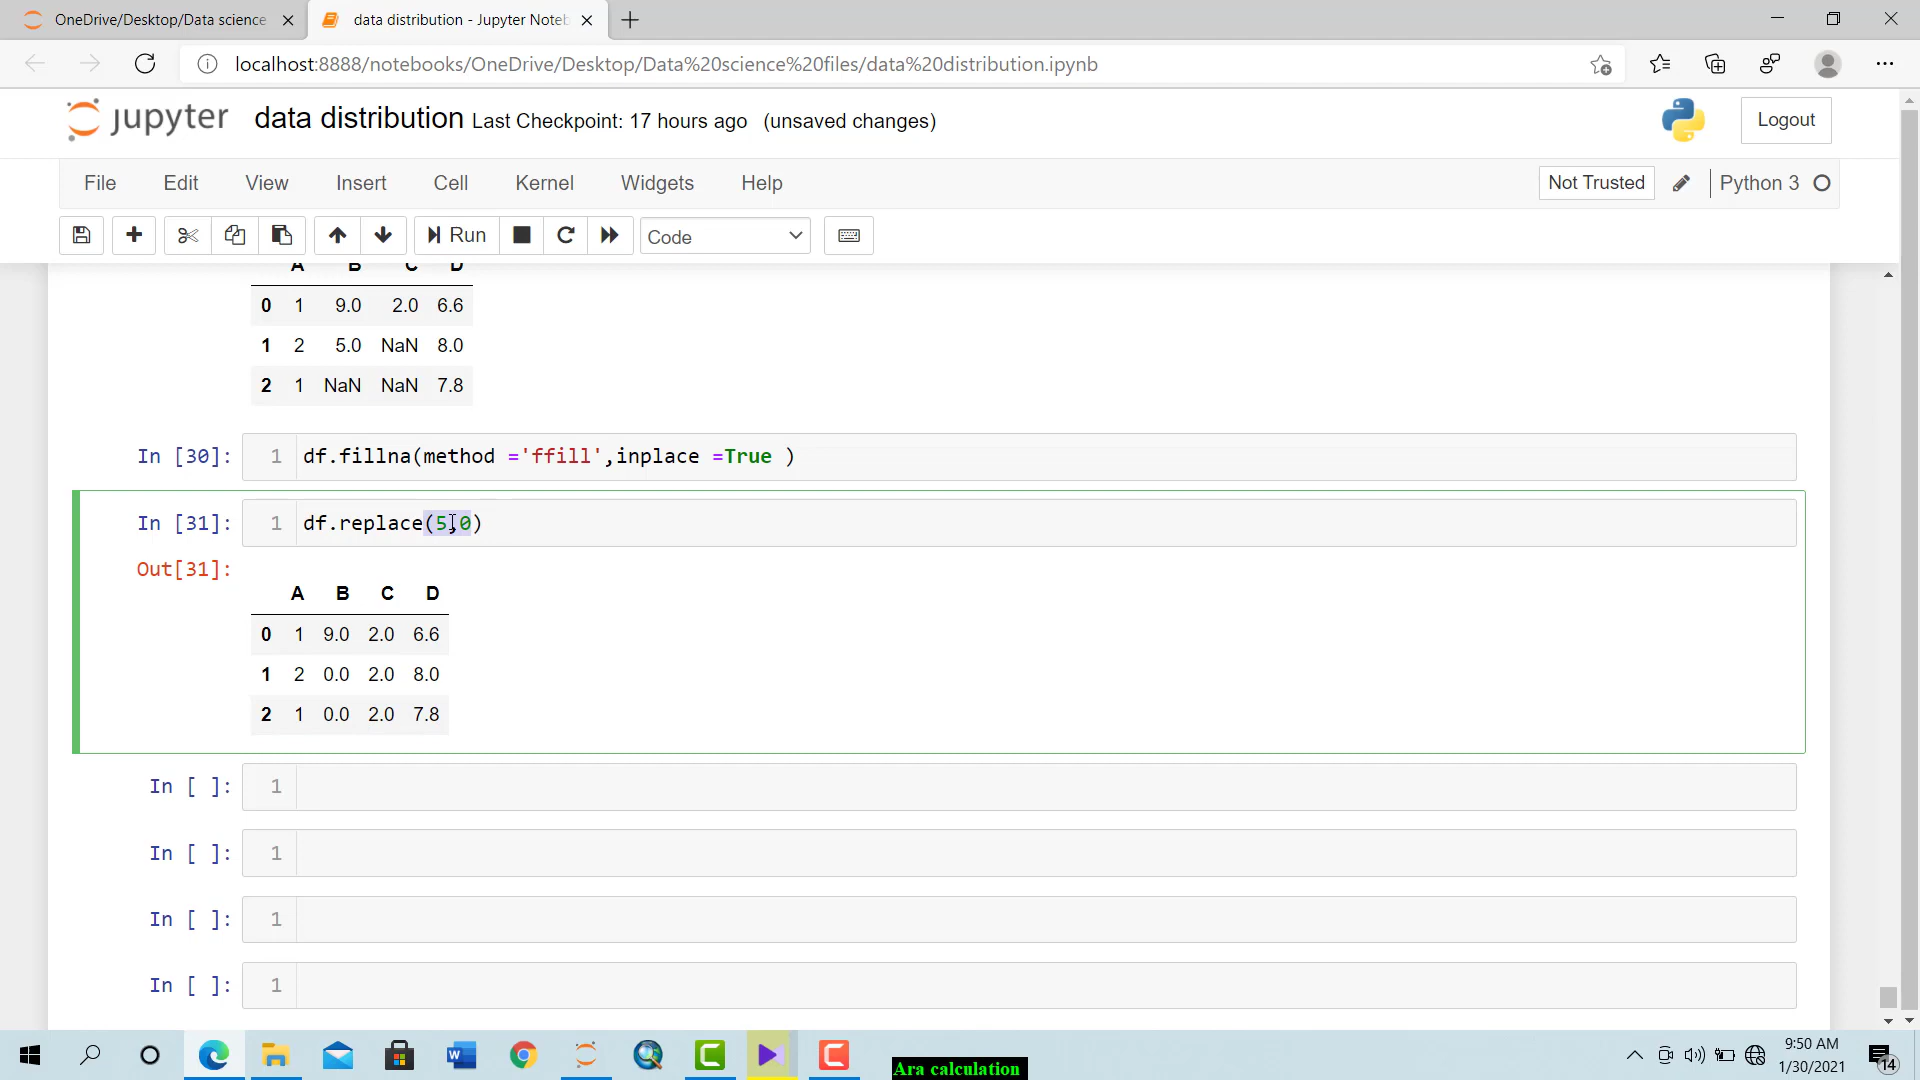 OneDrive/Desktop/Data science
data distribution - Jupyter Noteb
localhost:8888/notebooks/OneDrive/Desktop/Data%20science%20files/data%20distribution.ipynb
jupyter data distribution Last Checkpoint: 17 hours ago (unsaved changes)
Logout
File Edit View Insert Cell Kernel Widgets Help
Not Trusted
Python 3
Run
Code
A B C D
0 1 9.0 2.0 6.6
1 2 5.0 NaN 8.0
2 1 NaN NaN 7.8
In [30]: 1 df.fillna(method ='ffill',inplace =True )
In [31]: 1 df.replace(5,0)
Out[31]:
A B C D
0 1 9.0 2.0 6.6
1 2 0.0 2.0 8.0
2 1 0.0 2.0 7.8
In [ ]: 1
In [ ]: 1
In [ ]: 1
In [ ]: 1
Ara calculation
9:50 AM
1/30/2021
14